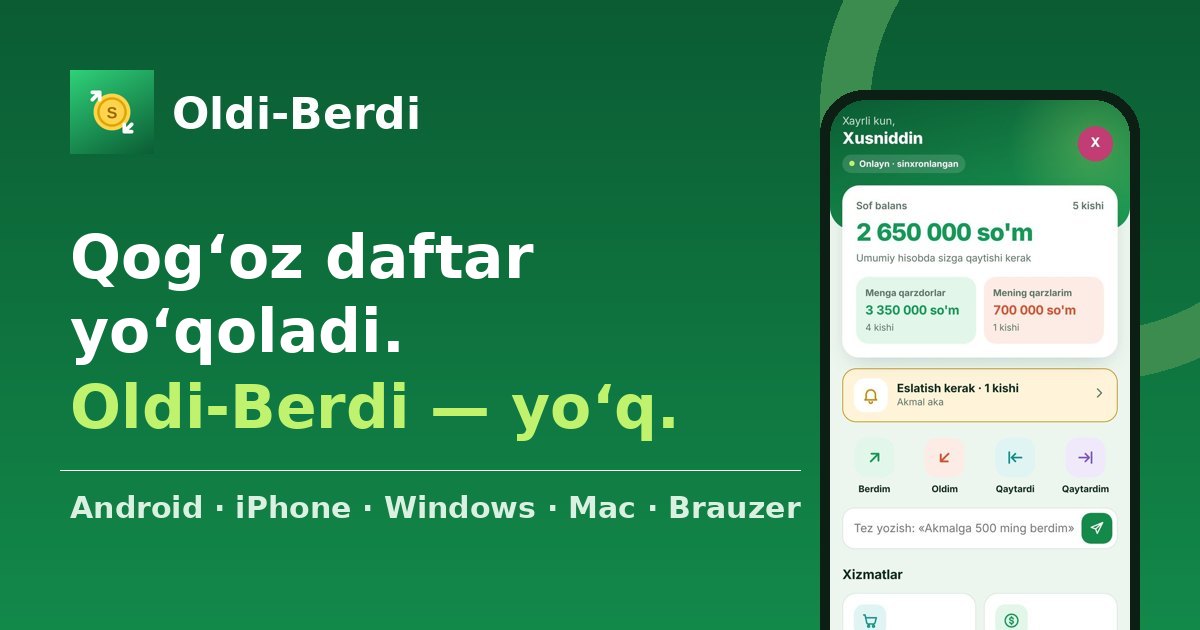 Oldi-Berdi
Qog‘oz daftar
yo‘qoladi.
Oldi-Berdi — yo‘q.
Android · iPhone · Windows · Mac · Brauzer
Xayrli kun,
Xusniddin
X
Onlayn · sinxronlangan
Sof balans
5 kishi
2 650 000 so'm
Umumiy hisobda sizga qaytishi kerak
Menga qarzdorlar
3 350 000 so'm
4 kishi
Mening qarzlarim
700 000 so'm
1 kishi
Eslatish kerak · 1 kishi
Akmal aka
Berdim
Oldim
Qaytardi
Qaytardim
Tez yozish: «Akmalga 500 ming berdim»
Xizmatlar